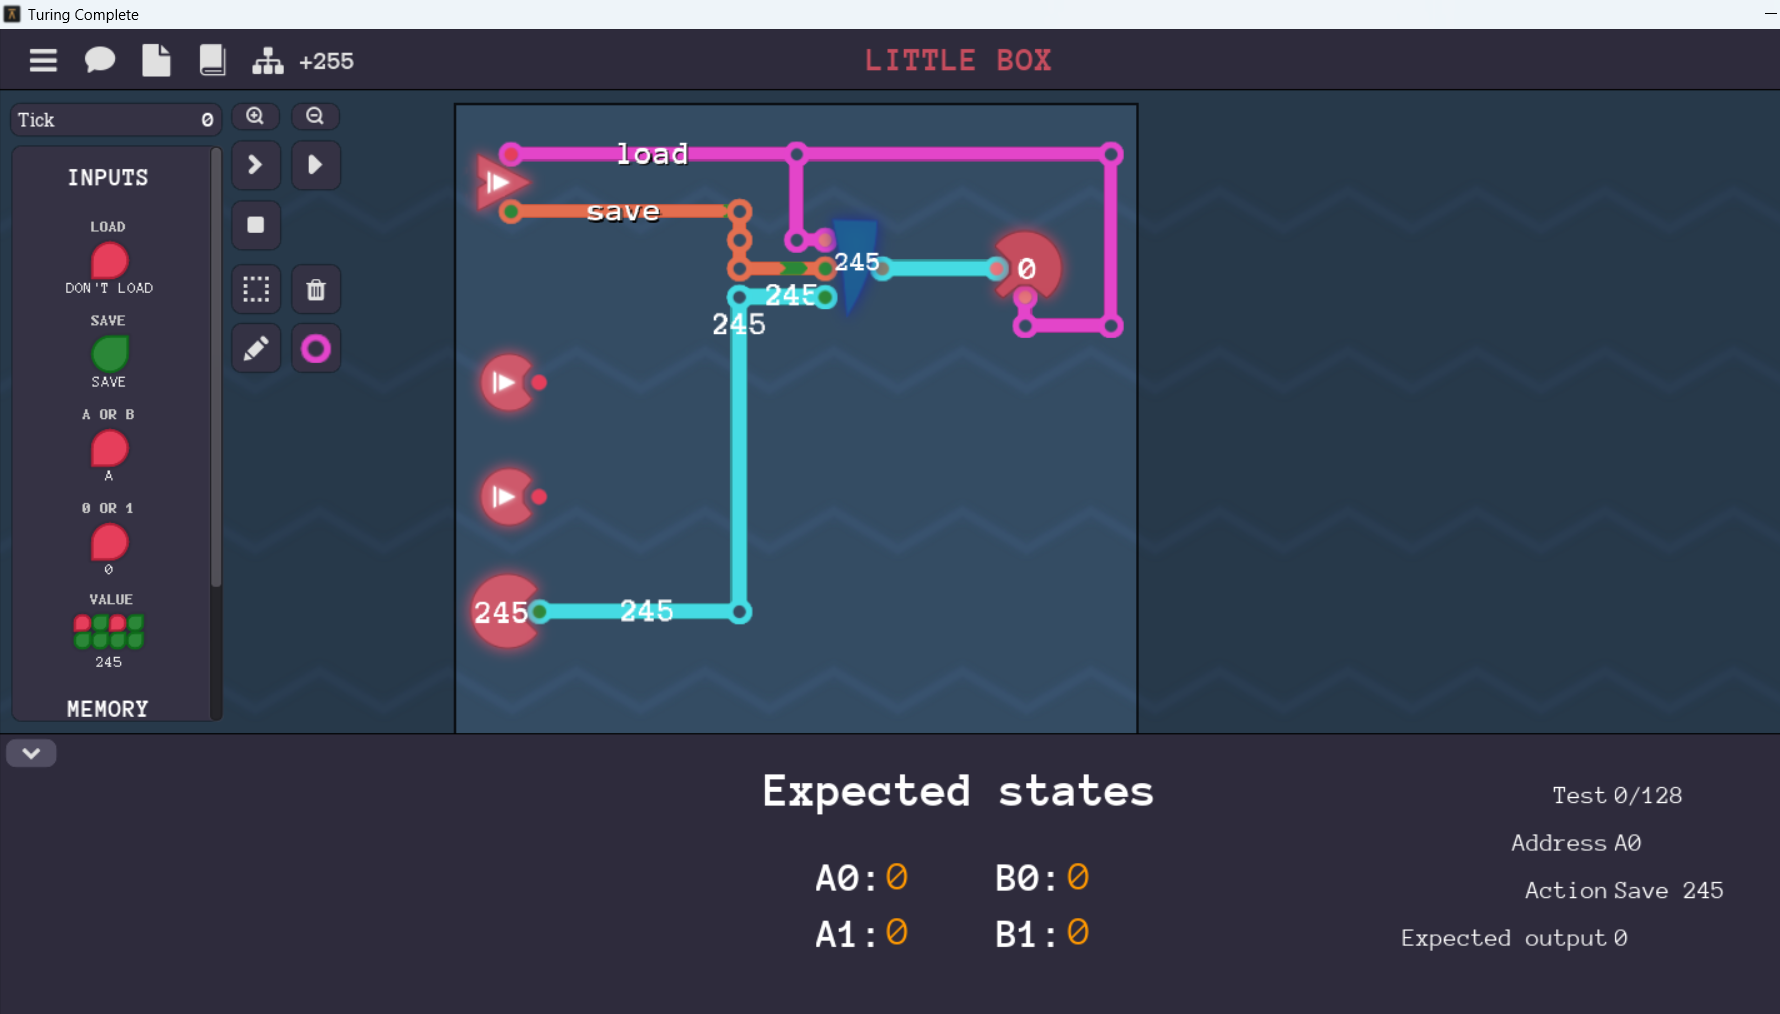 Turing Complete
+255
LITTLE BOX
Tick 0
INPUTS
LOAD
DON'T LOAD
SAVE
SAVE
A OR B
A
0 OR 1
0
VALUE
245
MEMORY
load
save
245
0
245
245
245
245
Expected states
A0:0 B0:0
A1:0 B1:0
Test 0/128
Address A0
Action Save 245
Expected output 0